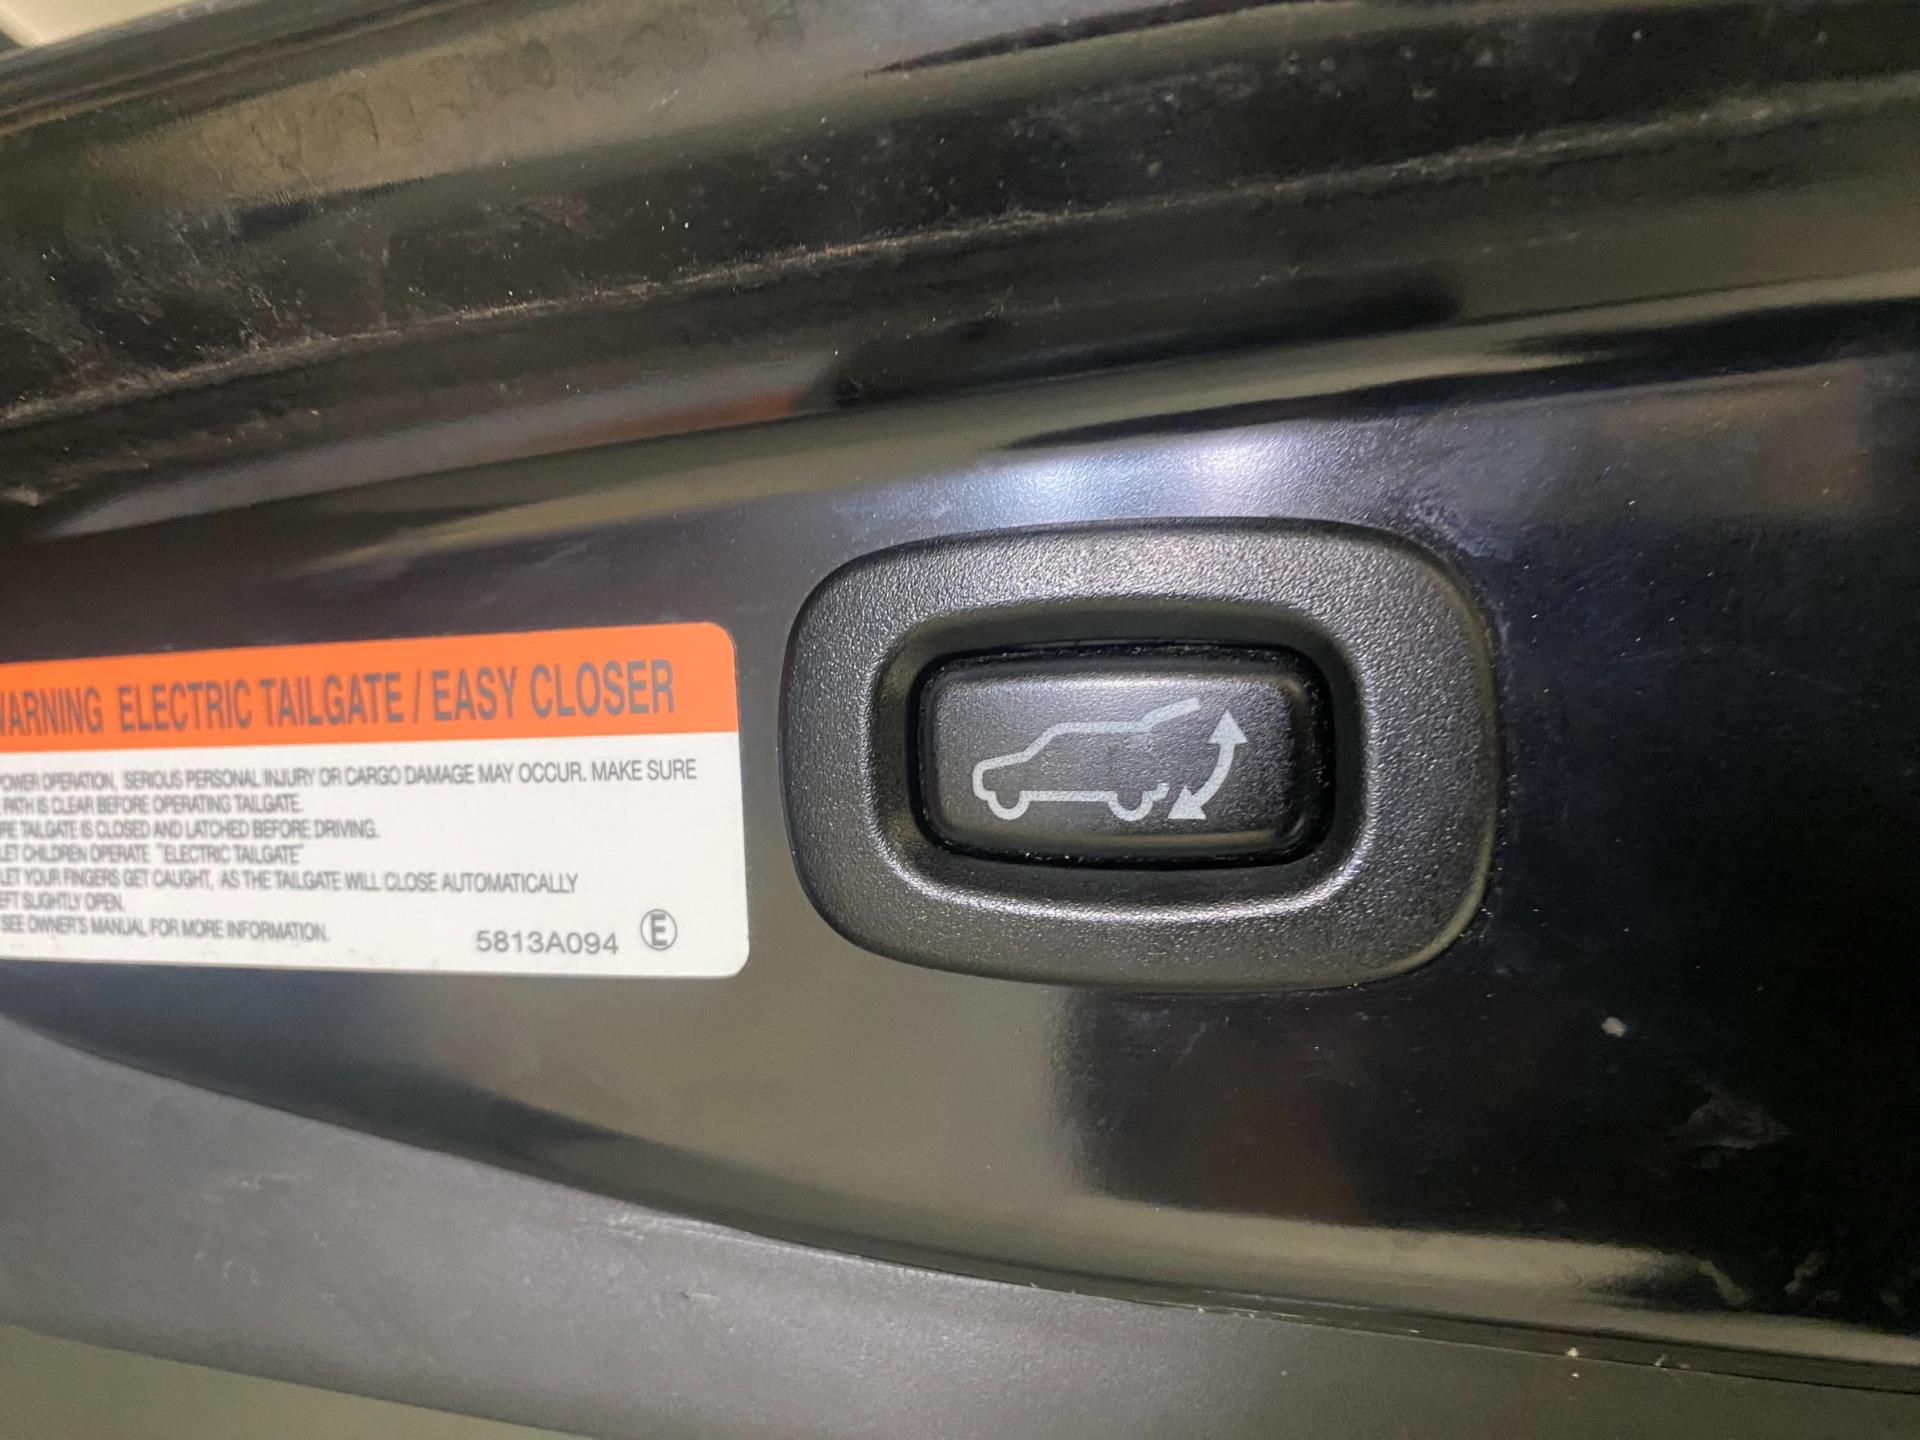 WARNING ELECTRIC TAILGATE / EASY CLOSER
POWER OPERATION, SERIOUS PERSONAL INJURY OR CARGO DAMAGE MAY OCCUR. MAKE SURE
PATH IS CLEAR BEFORE OPERATING TAILGATE.
TAILGATE IS CLOSED AND LATCHED BEFORE DRIVING.
LET CHILDREN OPERATE "ELECTRIC TAILGATE"
LET YOUR FINGERS GET CAUGHT, AS THE TAILGATE WILL CLOSE AUTOMATICALLY
SLIGHTLY OPEN.
SEE OWNER'S MANUAL FOR MORE INFORMATION.
5813A094 E